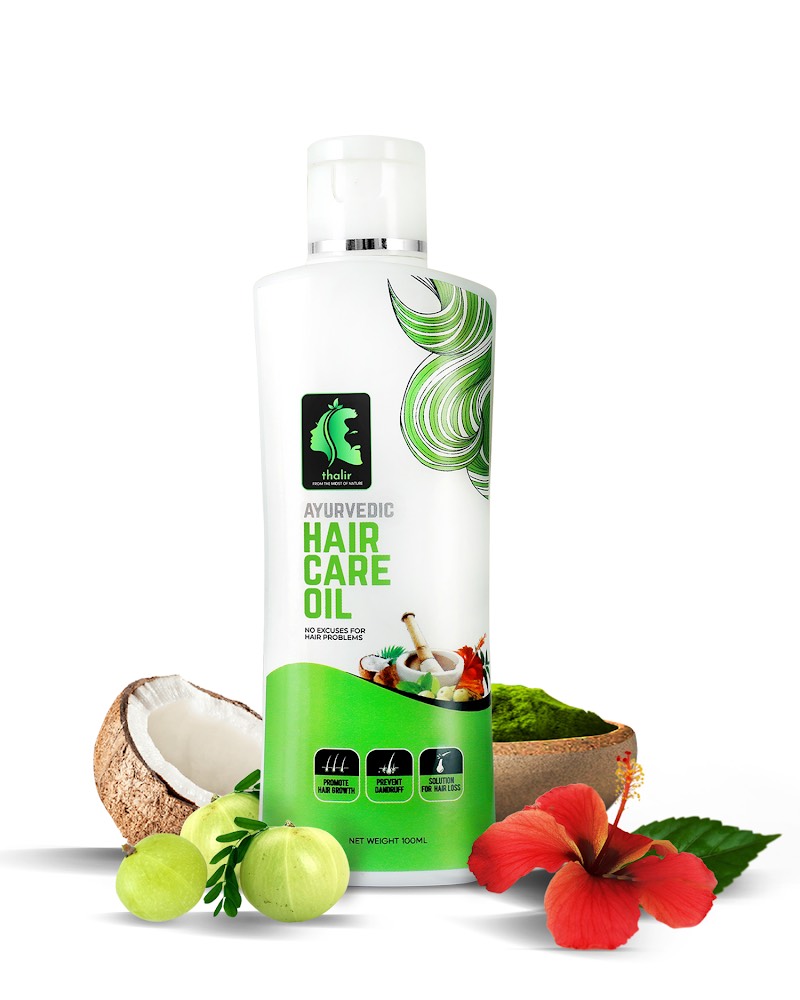 thalir
FROM THE MIDST OF NATURE
AYURVEDIC
HAIR
CARE
OIL
NO EXCUSES FOR
HAIR PROBLEMS
PROMOTE
HAIR GROWTH
PREVENT
DANDRUFF
SOLUTION
FOR HAIR LOSS
NET WEIGHT 100ML